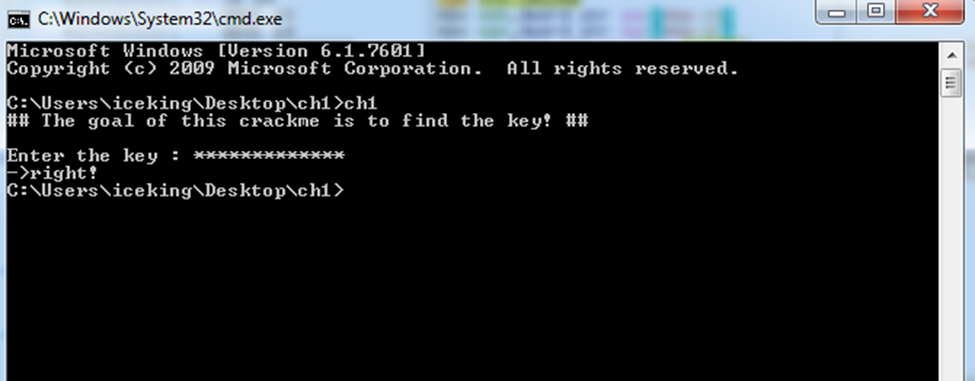 C:\Windows\System32\cmd.exe
Microsoft Windows [Version 6.1.7601]
Copyright (c) 2009 Microsoft Corporation.  All rights reserved.
C:\Users\iceking\Desktop\ch1>ch1
## The goal of this crackme is to find the key! ##
Enter the key : *************
->right!
C:\Users\iceking\Desktop\ch1>